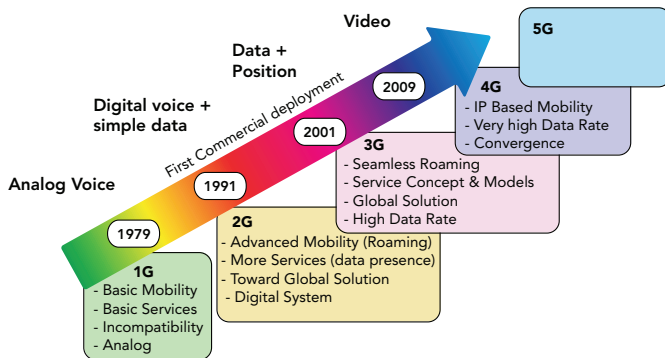 Video
5G
Data +
Position
4G
- IP Based Mobility
- Very high Data Rate
- Convergence
2009
Digital voice +
simple data
First Commercial deployment
2001
3G
- Seamless Roaming
- Service Concept & Models
- Global Solution
- High Data Rate
Analog Voice
1991
2G
- Advanced Mobility (Roaming)
- More Services (data presence)
- Toward Global Solution
- Digital System
1979
1G
- Basic Mobility
- Basic Services
- Incompatibility
- Analog